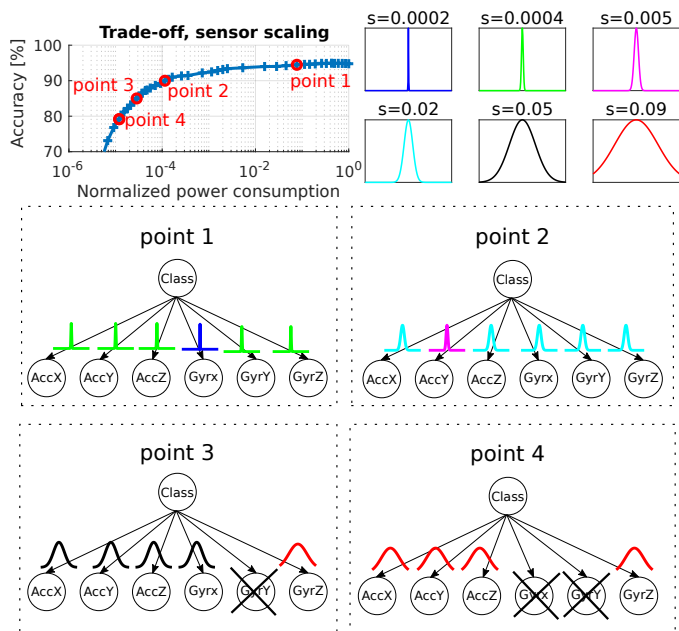 Trade-off, sensor scaling
Accuracy [%]
100
90
80
70
point 1
point 2
point 3
point 4
10^-6
10^-4
10^-2
10^0
Normalized power consumption
s=0.0002
s=0.0004
s=0.005
s=0.02
s=0.05
s=0.09
point 1
Class
AccX
AccY
AccZ
Gyrx
GyrY
GyrZ
point 2
Class
AccX
AccY
AccZ
Gyrx
GyrY
GyrZ
point 3
Class
AccX
AccY
AccZ
Gyrx
GyrY
GyrZ
point 4
Class
AccX
AccY
AccZ
Gyrx
GyrY
GyrZ